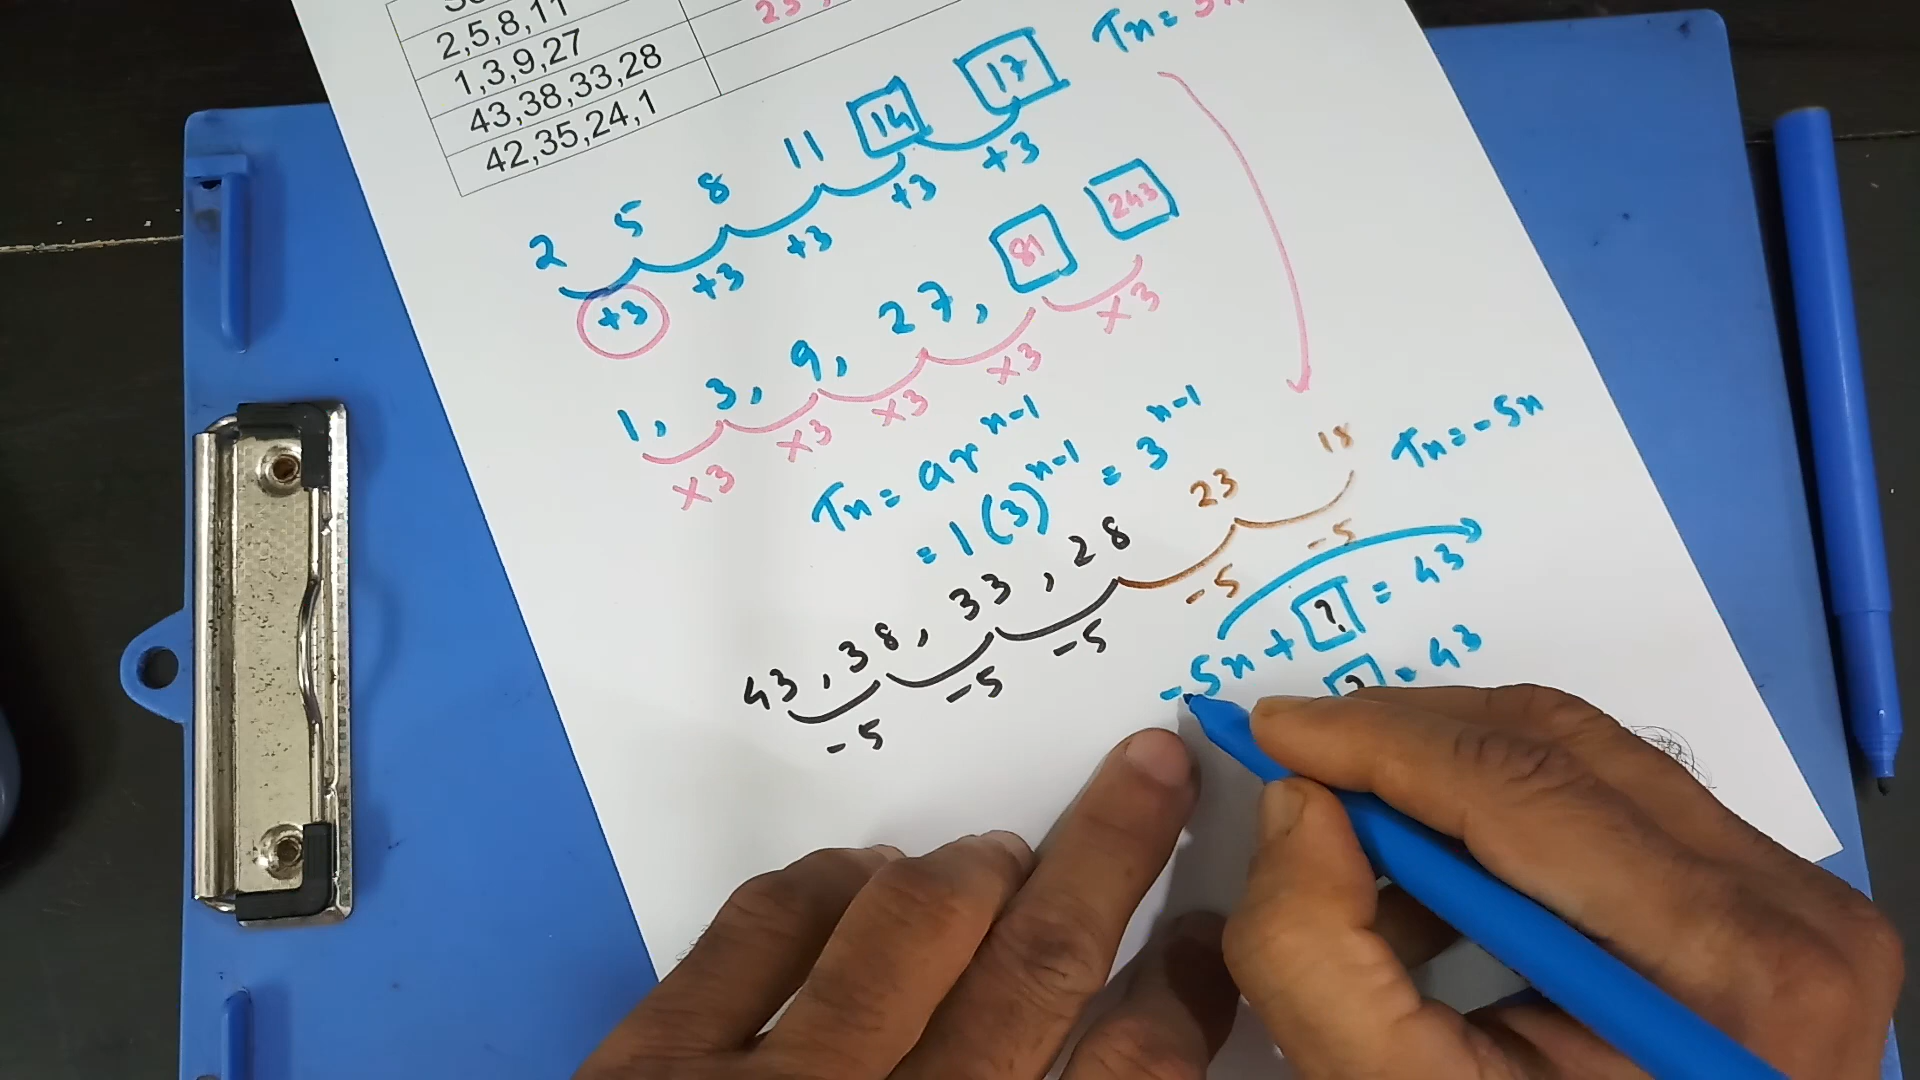 2,5,8,11
1,3,9,27
43,38,33,28
42,35,24,1
Tn =
2 5 8 11 14 17
+3 +3 +3 +3 +3
1, 3, 9, 27, 81 243
×3 ×3 ×3 ×3 ×3
Tn = ar^n-1
= 1(3)^n-1 = 3^n-1
43, 38, 33, 28 23 18
-5 -5 -5 -5 -5
Tn = -5n
-5n + ? = 43
? = 43